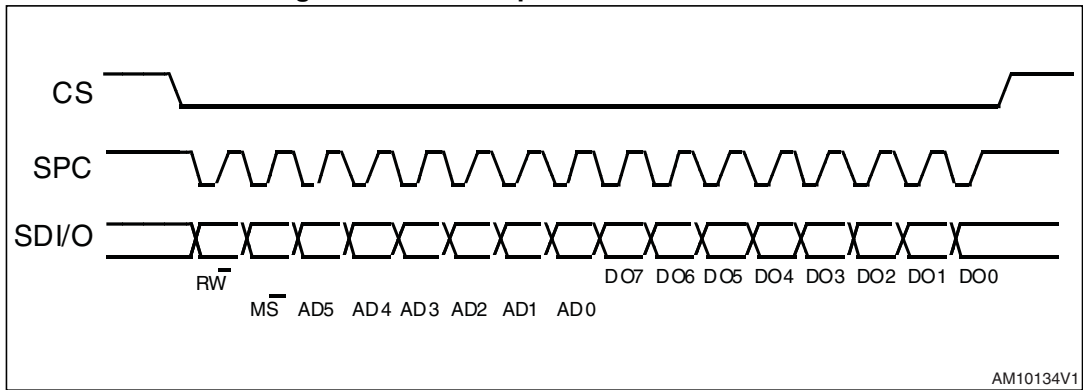 CS
SPC
SDI/O
RW
DO7 DO6 DO5 DO4 DO3 DO2 DO1 DO0
MS AD5 AD4 AD3 AD2 AD1 AD0
AM10134V1